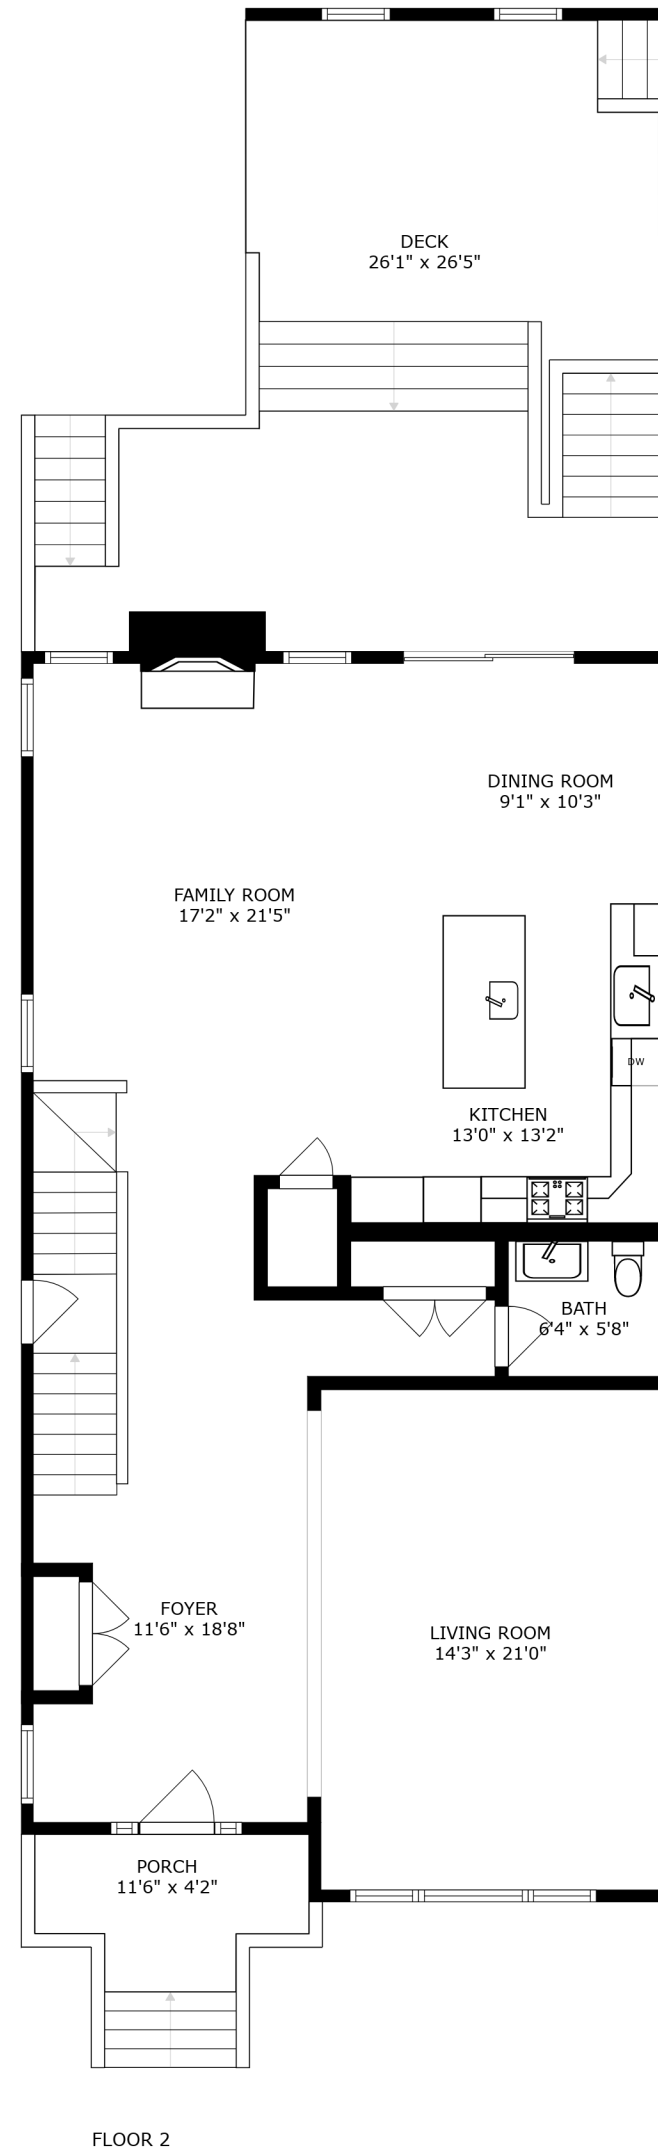 DECK
26'1" x 26'5"
DINING ROOM
9'1" x 10'3"
FAMILY ROOM
17'2" x 21'5"
DW
KITCHEN
13'0" x 13'2"
BATH
6'4" x 5'8"
FOYER
11'6" x 18'8"
LIVING ROOM
14'3" x 21'0"
PORCH
11'6" x 4'2"
FLOOR 2